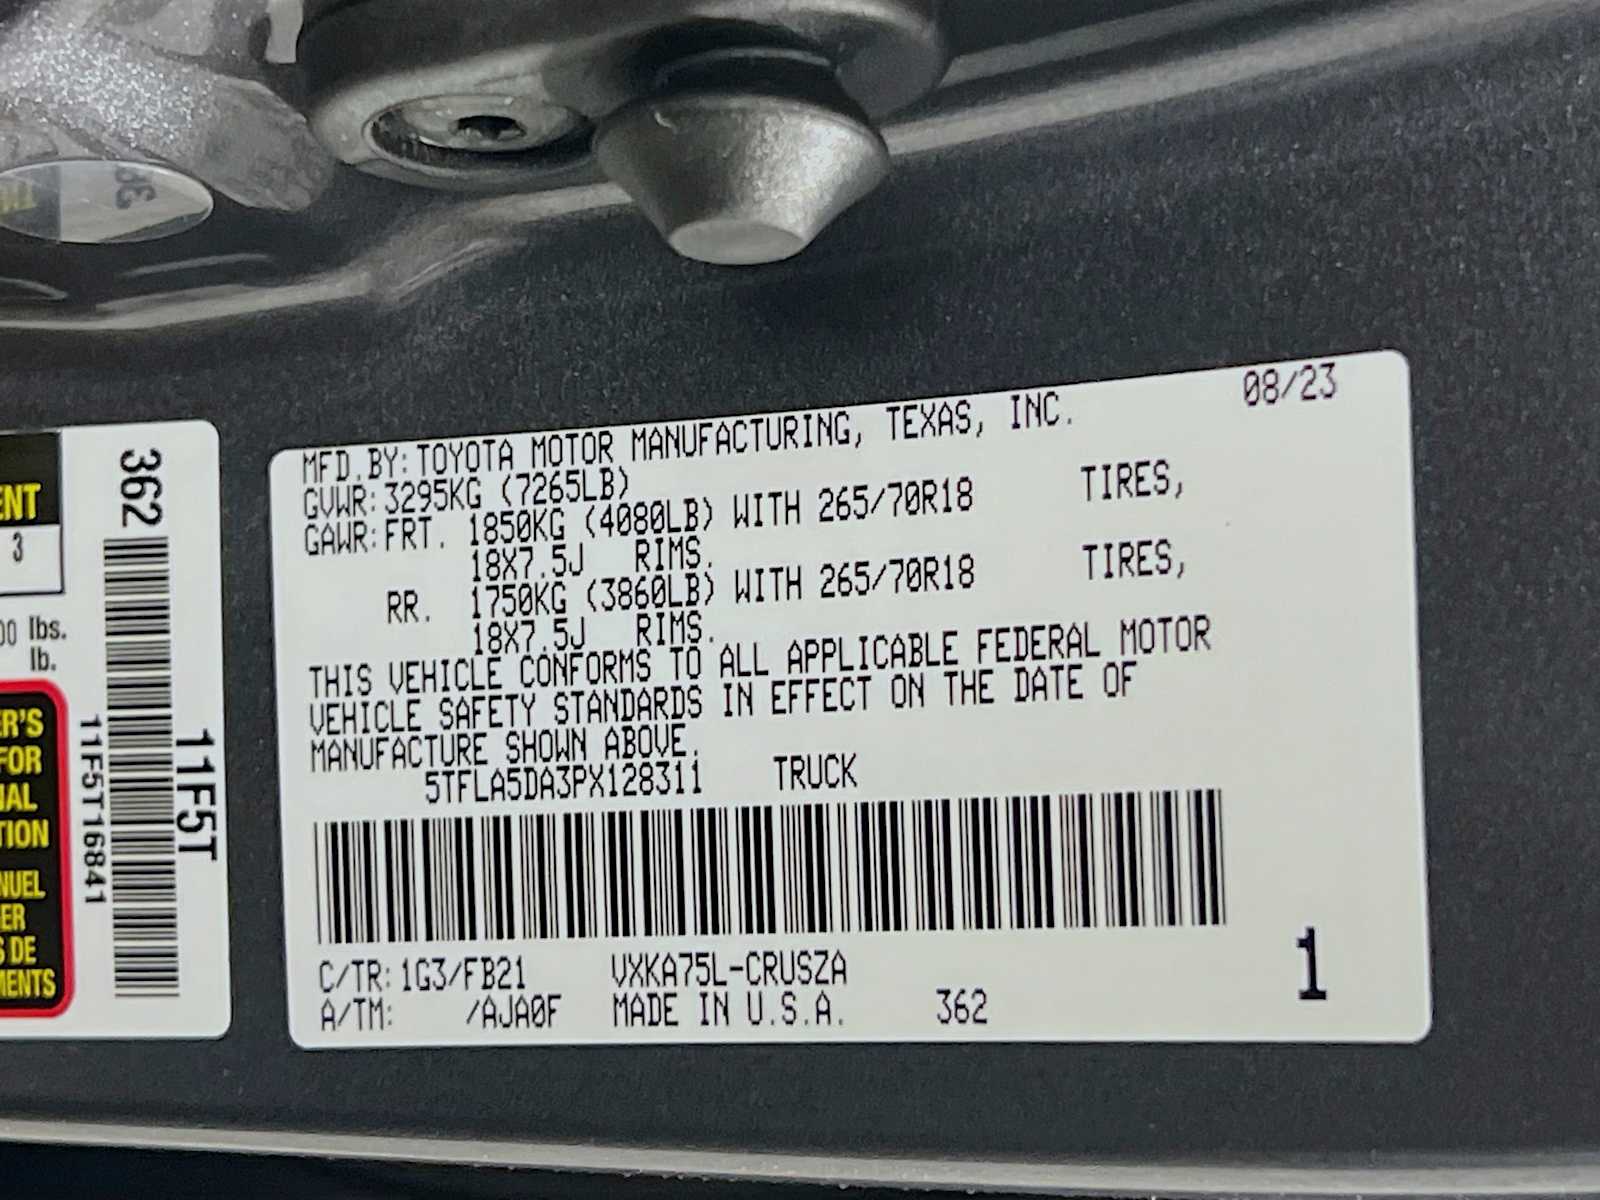 MFD.BY:TOYOTA MOTOR MANUFACTURING, TEXAS, INC. 08/23
GVWR:3295KG (7265LB)
GAWR:FRT. 1850KG (4080LB) WITH 265/70R18 TIRES,
18X7.5J RIMS.
RR. 1750KG (3860LB) WITH 265/70R18 TIRES,
18X7.5J RIMS.
THIS VEHICLE CONFORMS TO ALL APPLICABLE FEDERAL MOTOR
VEHICLE SAFETY STANDARDS IN EFFECT ON THE DATE OF
MANUFACTURE SHOWN ABOVE.
5TFLA5DA3PX128311 TRUCK
C/TR:1G3/FB21 VXKA75L-CRUSZA
A/TM: /AJA0F MADE IN U.S.A. 362
1
362
11F5T
11F5T16841
3
lbs.
lb.
ER'S
FOR